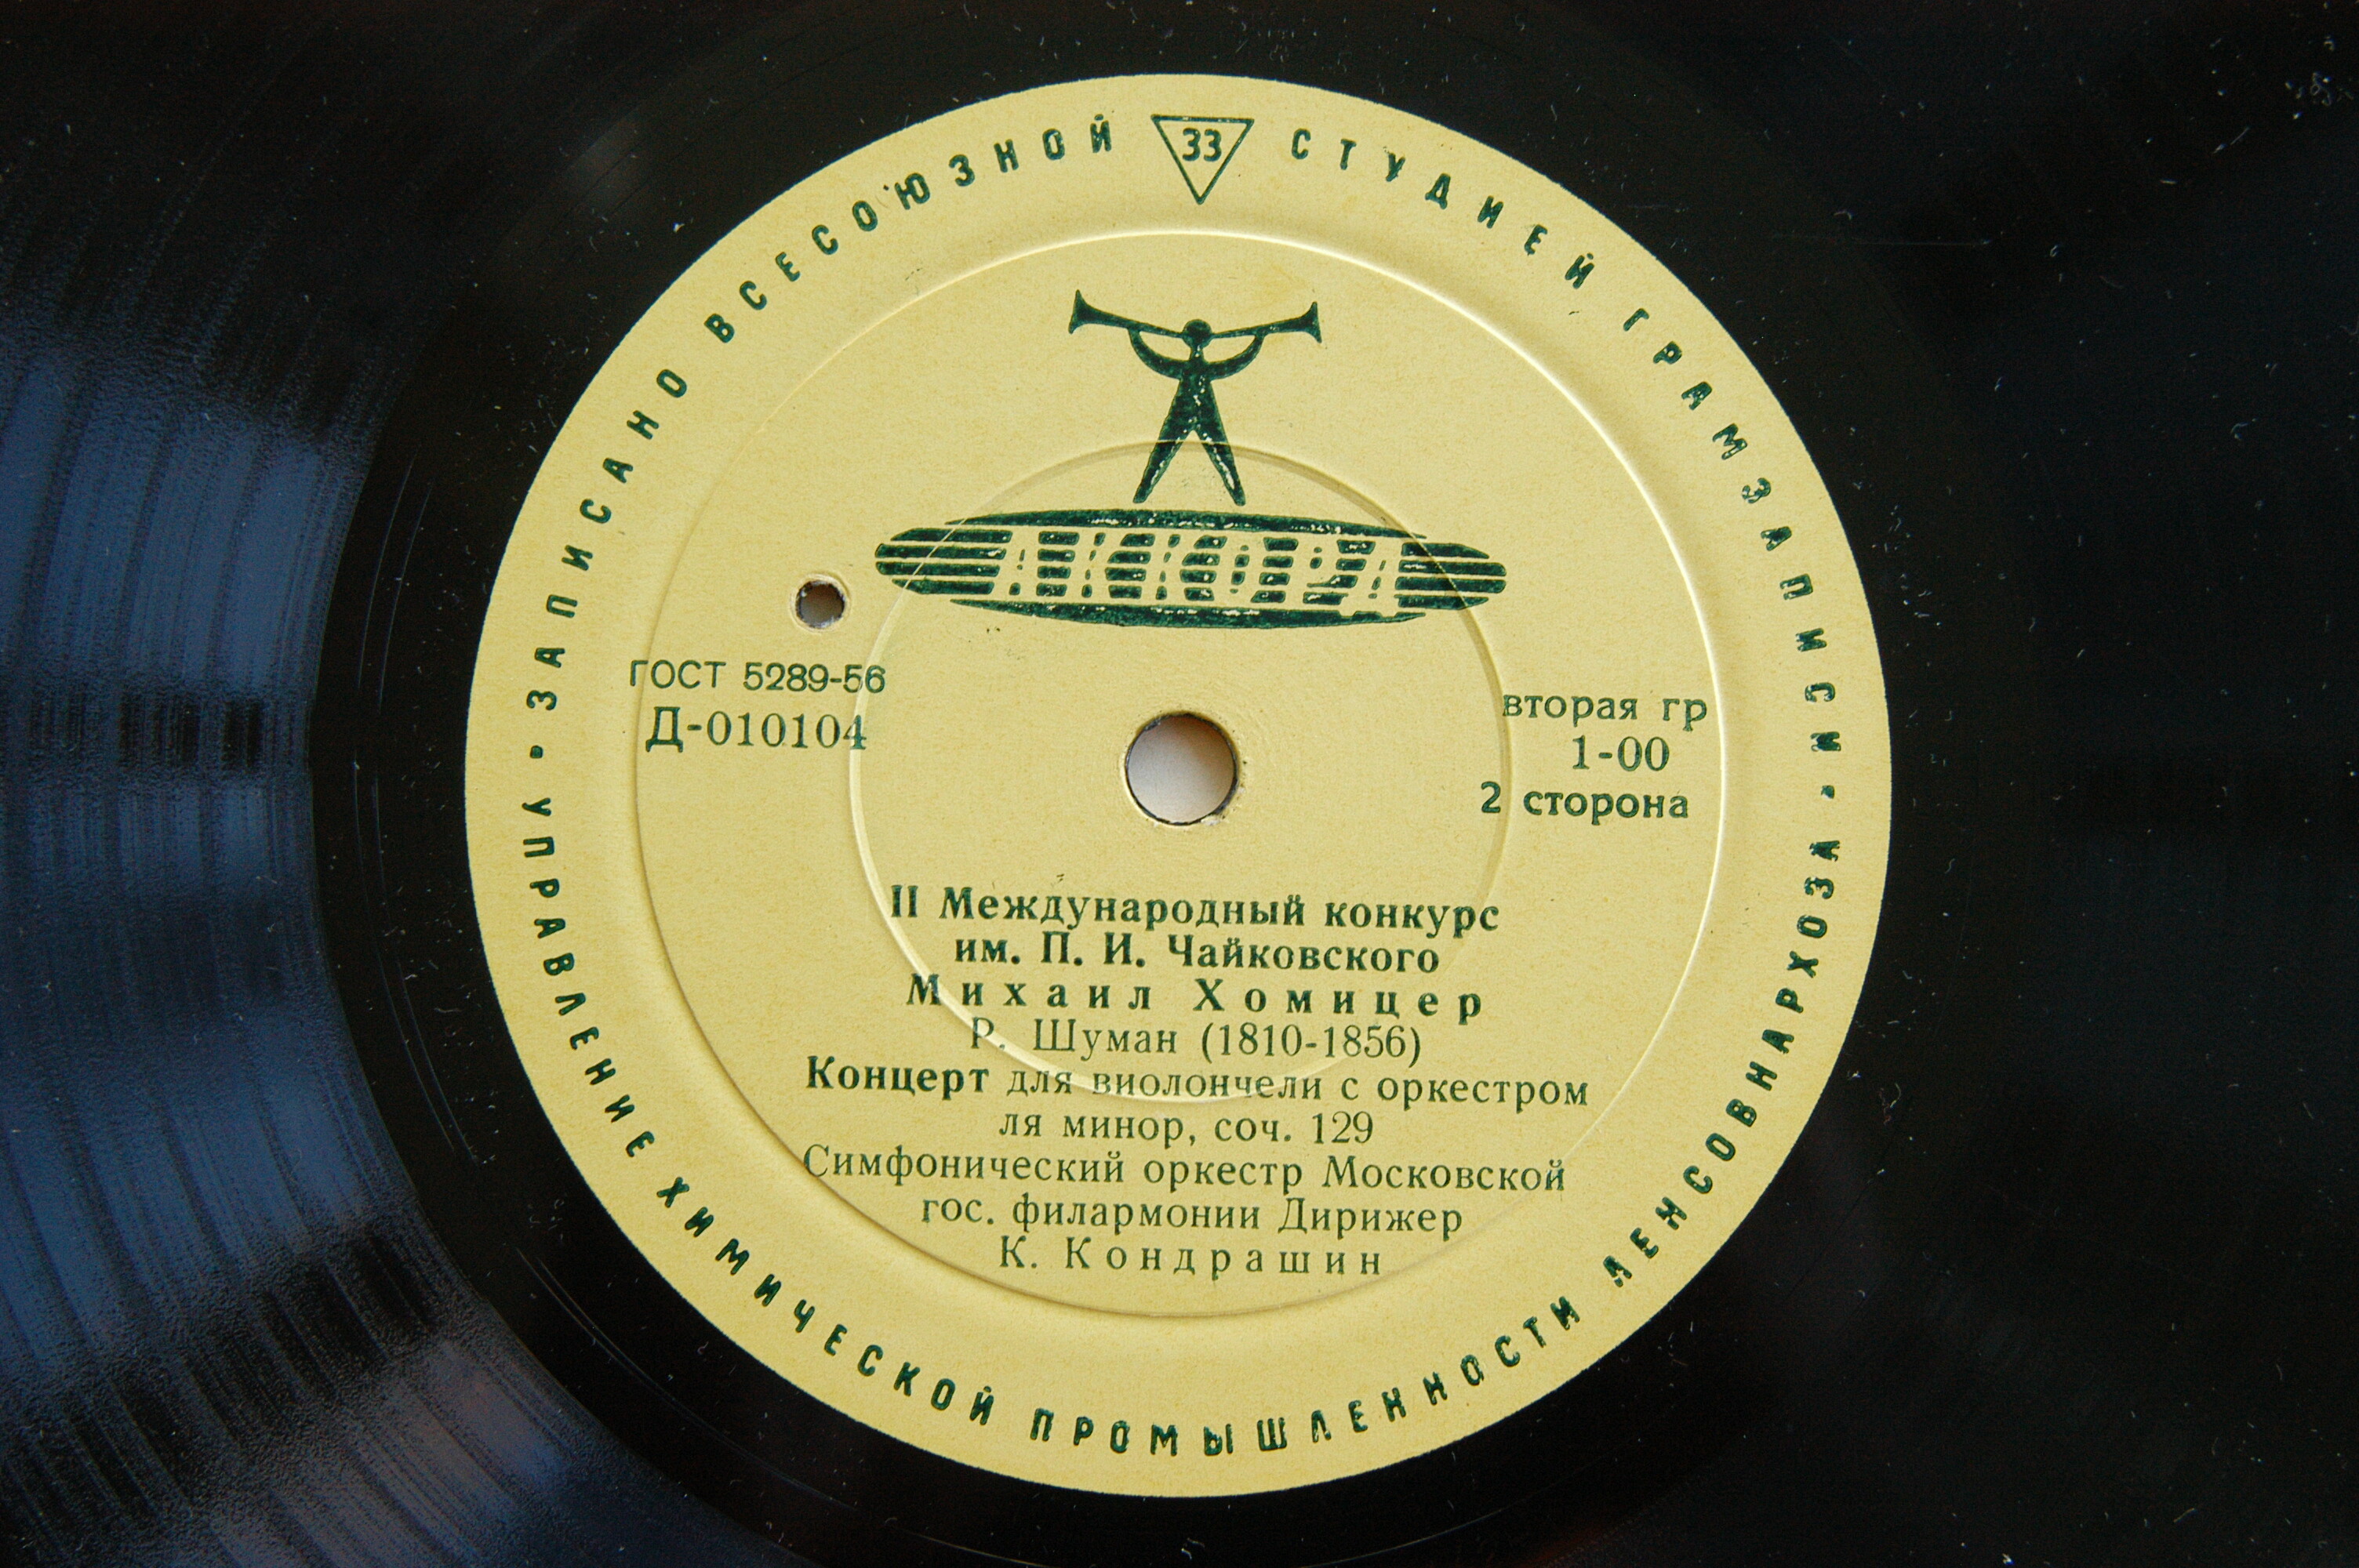 ЗАПИСАНО ВСЕСОЮЗНОЙ СТУДИЕЙ ГРАМЗАПИСИ
33
АККОРД
ГОСТ 5289-56
Д-010104
вторая гр
1-00
2 сторона
II Международный конкурс
им. П. И. Чайковского
Михаил Хомицер
Р. Шуман (1810-1856)
Концерт для виолончели с оркестром
ля минор, соч. 129
Симфонический оркестр Московской
гос. филармонии Дирижер
К. Кондрашин
УПРАВЛЕНИЕ ХИМИЧЕСКОЙ ПРОМЫШЛЕННОСТИ ЛЕНСОВНАРХОЗА